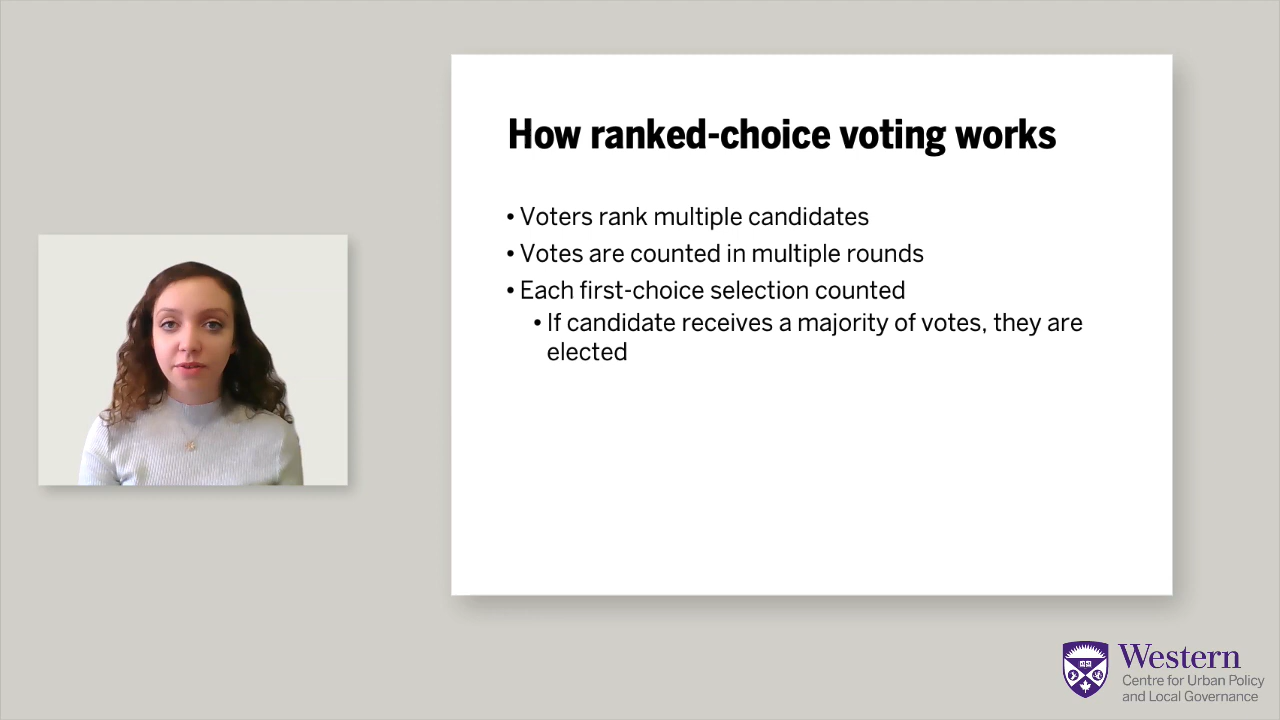 How ranked-choice voting works
• Voters rank multiple candidates
• Votes are counted in multiple rounds
• Each first-choice selection counted
• If candidate receives a majority of votes, they are
elected
Western
Centre for Urban Policy
and Local Governance